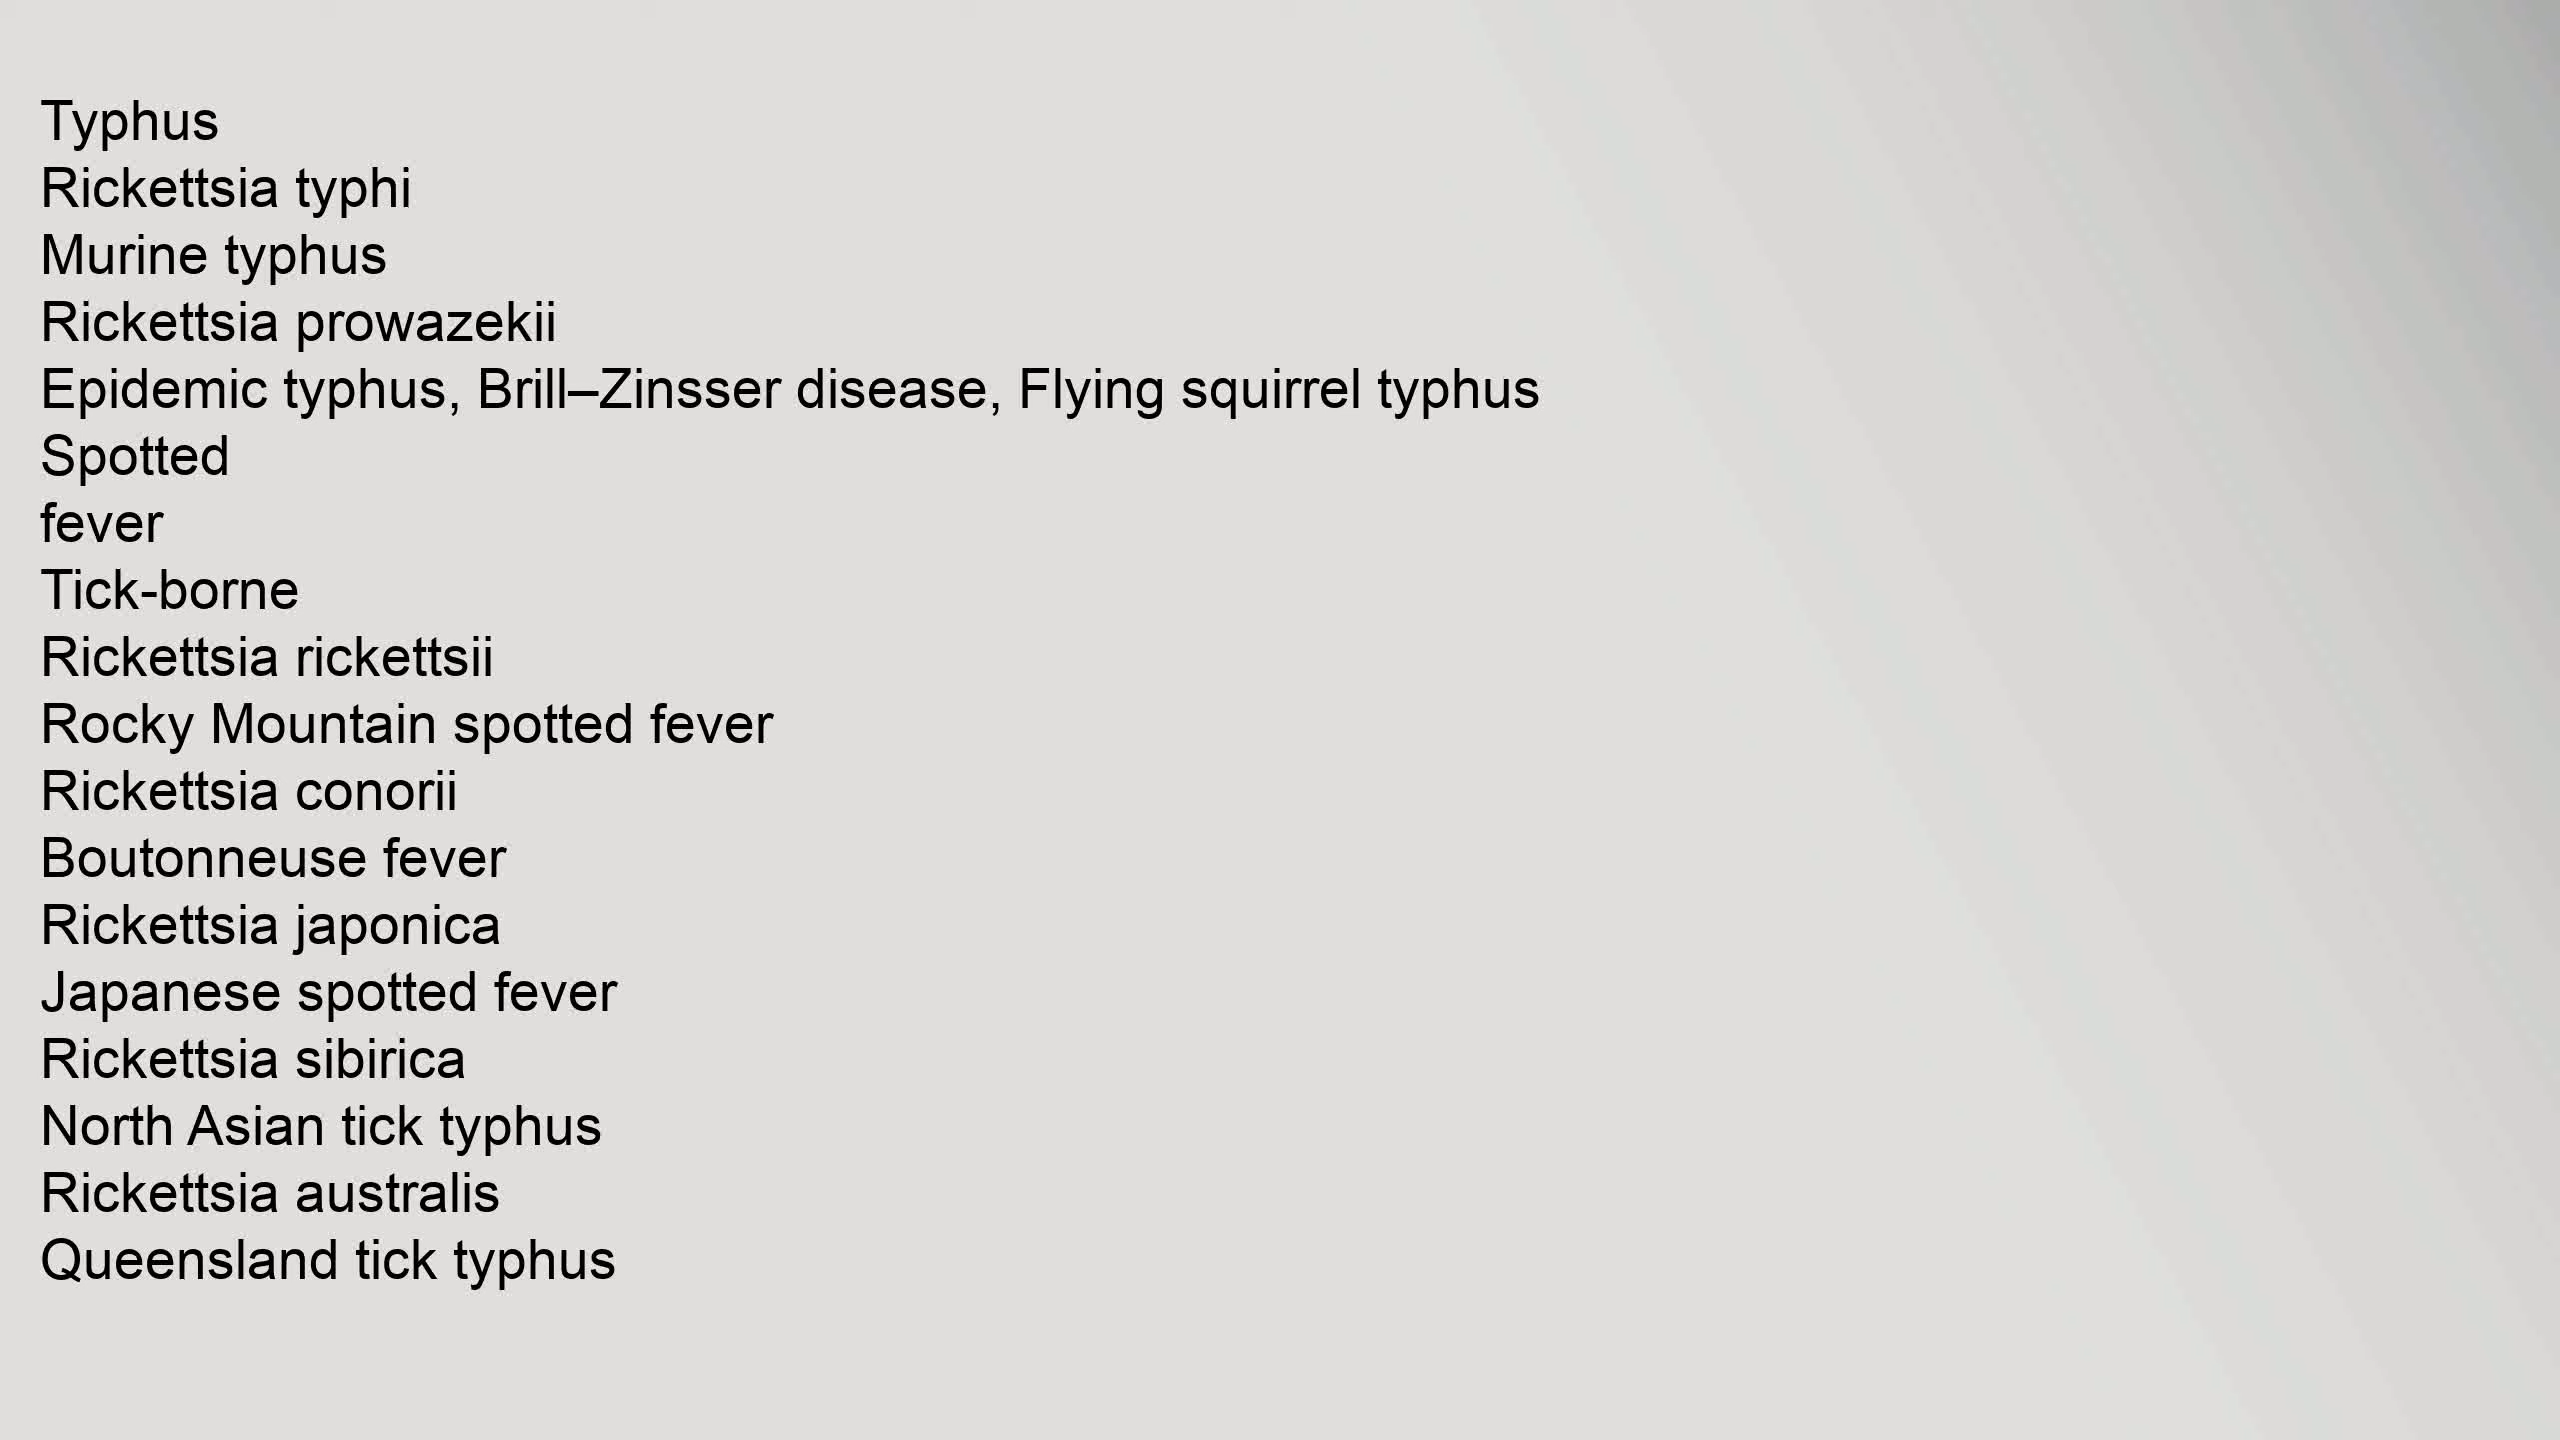 Typhus
Rickettsia typhi
Murine typhus
Rickettsia prowazekii
Epidemic typhus, Brill–Zinsser disease, Flying squirrel typhus
Spotted
fever
Tick-borne
Rickettsia rickettsii
Rocky Mountain spotted fever
Rickettsia conorii
Boutonneuse fever
Rickettsia japonica
Japanese spotted fever
Rickettsia sibirica
North Asian tick typhus
Rickettsia australis
Queensland tick typhus